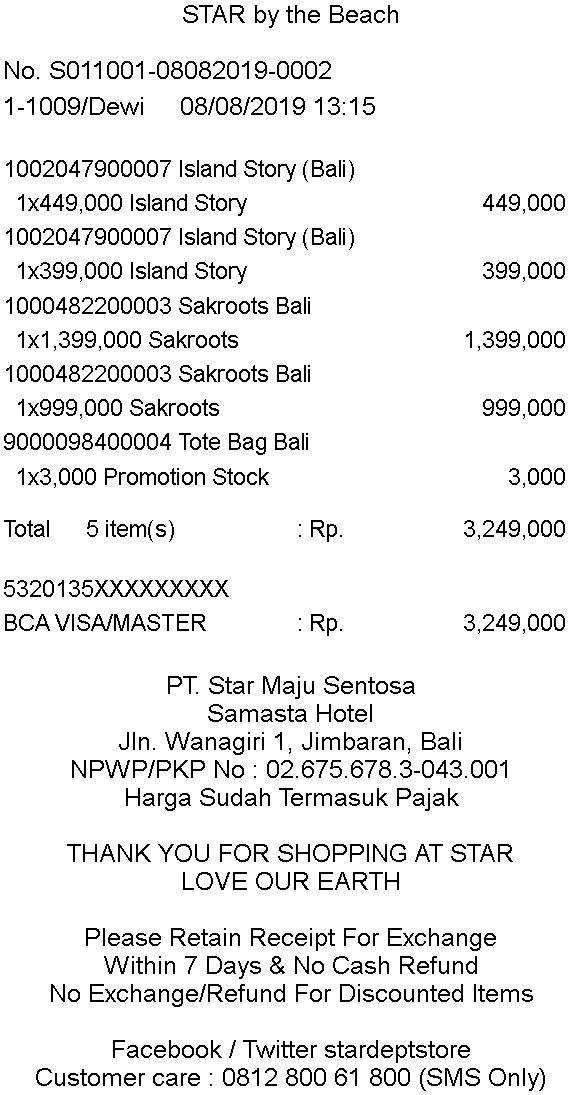 STAR by the Beach
No. S011001-08082019-0002
1-1009/Dewi 08/08/2019 13:15
1002047900007 Island Story (Bali)
1x449,000 Island Story 449,000
1002047900007 Island Story (Bali)
1x399,000 Island Story 399,000
1000482200003 Sakroots Bali
1x1,399,000 Sakroots 1,399,000
1000482200003 Sakroots Bali
1x999,000 Sakroots 999,000
9000098400004 Tote Bag Bali
1x3,000 Promotion Stock 3,000
Total 5 item(s) : Rp. 3,249,000
5320135XXXXXXXXX
BCA VISA/MASTER : Rp. 3,249,000
PT. Star Maju Sentosa
Samasta Hotel
Jln. Wanagiri 1, Jimbaran, Bali
NPWP/PKP No : 02.675.678.3-043.001
Harga Sudah Termasuk Pajak
THANK YOU FOR SHOPPING AT STAR
LOVE OUR EARTH
Please Retain Receipt For Exchange
Within 7 Days & No Cash Refund
No Exchange/Refund For Discounted Items
Facebook / Twitter stardeptstore
Customer care : 0812 800 61 800 (SMS Only)